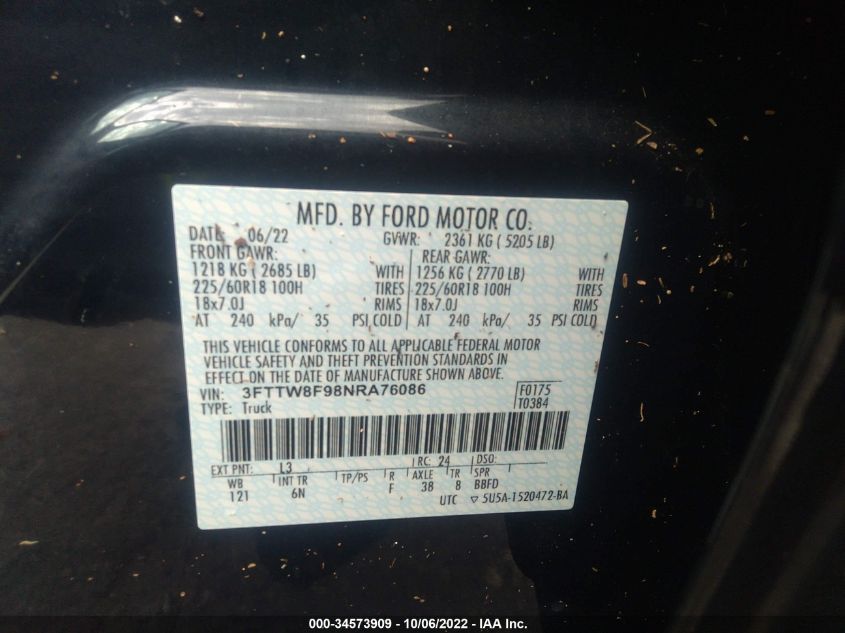 MFD. BY FORD MOTOR CO.
DATE: 06/22 GVWR: 2361 KG ( 5205 LB)
FRONT GAWR: REAR GAWR:
1218 KG ( 2685 LB) WITH 1256 KG ( 2770 LB) WITH
225/60R18 100H TIRES 225/60R18 100H TIRES
18x7.0J RIMS 18x7.0J RIMS
AT 240 kPa/ 35 PSI COLD AT 240 kPa/ 35 PSI COLD
THIS VEHICLE CONFORMS TO ALL APPLICABLE FEDERAL MOTOR
VEHICLE SAFETY AND THEFT PREVENTION STANDARDS IN
EFFECT ON THE DATE OF MANUFACTURE SHOWN ABOVE.
VIN: 3FTTW8F98NRA76086 F0175
TYPE: Truck T0384
EXT PNT: L3 RC: 24 DSO:
WB INT TR TP/PS R AXLE TR SPR
121 6N F 38 8 BBFD
UTC ▽ 5U5A-1520472-BA
000-34573909 - 10/06/2022 - IAA Inc.